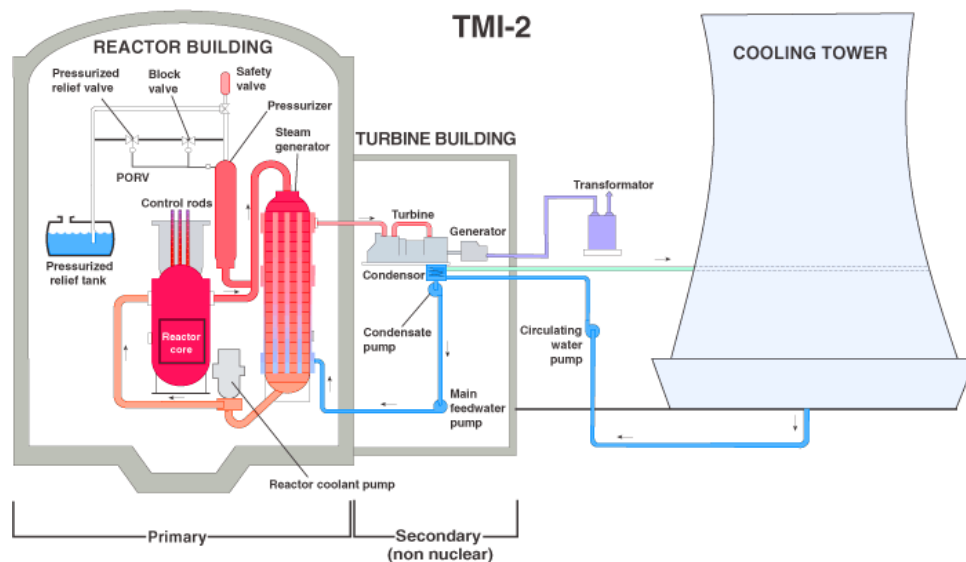 TMI-2
REACTOR BUILDING
COOLING TOWER
Pressurized
relief valve
Block
valve
Safety
valve
Pressurizer
Steam
generator
TURBINE BUILDING
PORV
Control rods
Transformator
Turbine
Generator
Pressurized
relief tank
Condensor
Condensate
pump
Circulating
water
pump
Reactor
core
Main
feedwater
pump
Reactor coolant pump
Primary
Secondary
(non nuclear)